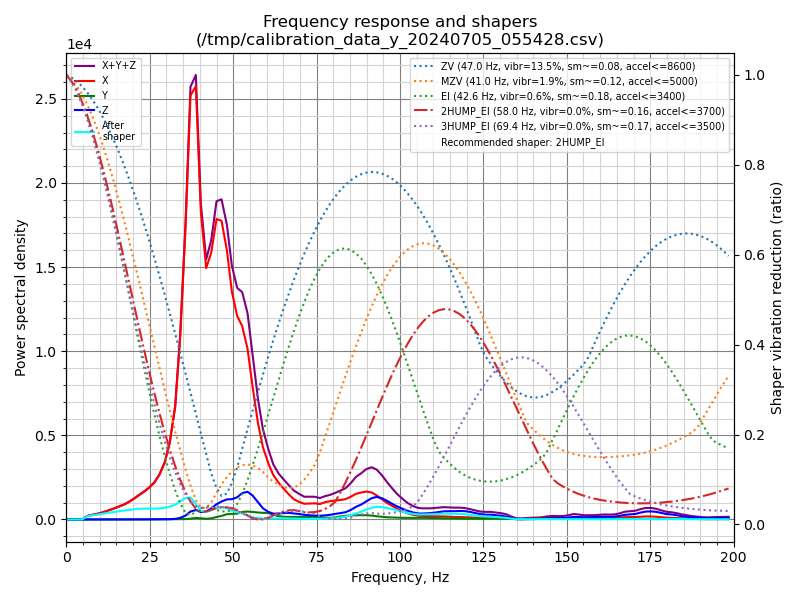 Frequency response and shapers
(/tmp/calibration_data_y_20240705_055428.csv)
1e4
X+Y+Z
X
Y
Z
After
shaper
ZV (47.0 Hz, vibr=13.5%, sm~=0.08, accel<=8600)
MZV (41.0 Hz, vibr=1.9%, sm~=0.12, accel<=5000)
EI (42.6 Hz, vibr=0.6%, sm~=0.18, accel<=3400)
2HUMP_EI (58.0 Hz, vibr=0.0%, sm~=0.16, accel<=3700)
3HUMP_EI (69.4 Hz, vibr=0.0%, sm~=0.17, accel<=3500)
Recommended shaper: 2HUMP_EI
Power spectral density
2.5
2.0
1.5
1.0
0.5
0.0
1.0
0.8
0.6
0.4
0.2
0.0
Shaper vibration reduction (ratio)
0 25 50 75 100 125 150 175 200
Frequency, Hz